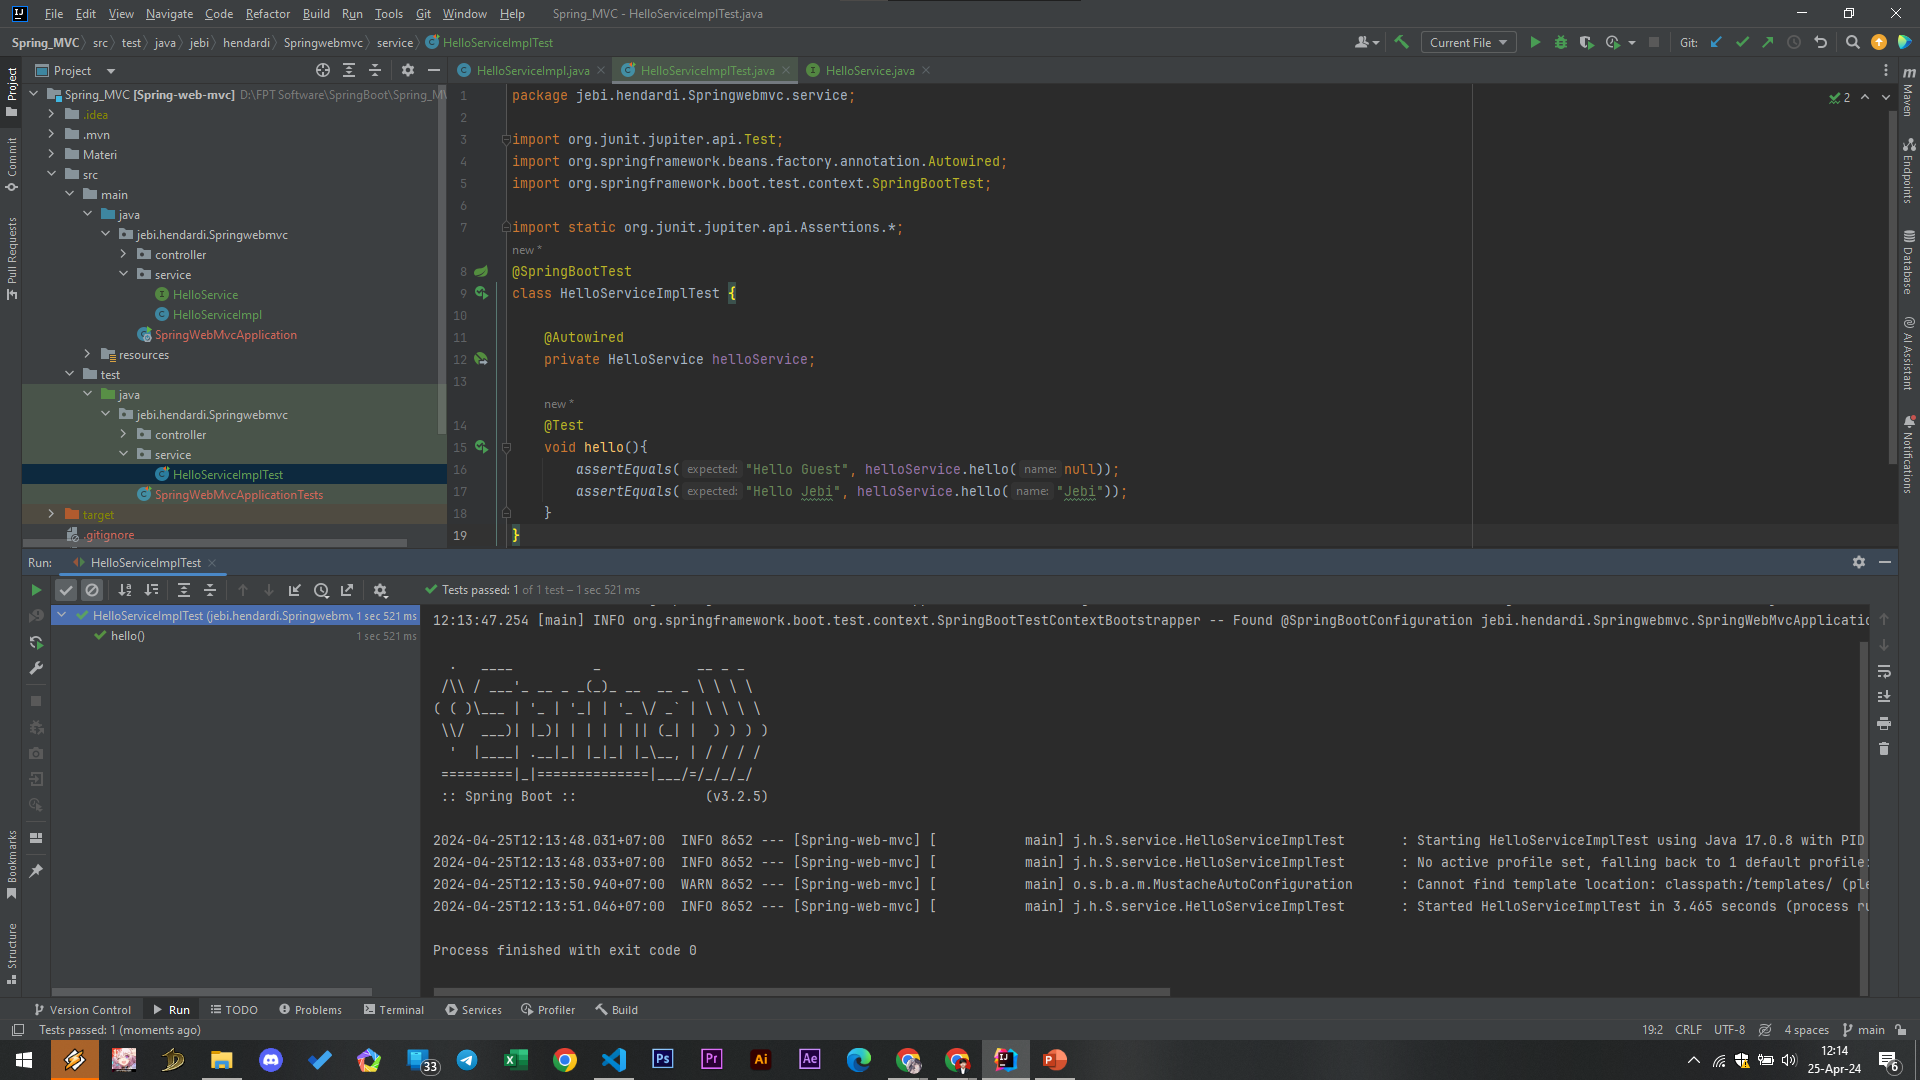 File Edit View Navigate Code Refactor Build Run Tools Git Window Help Spring_MVC - HelloServiceImplTest.java
Spring_MVC src test java jebi hendardi Springwebmvc service HelloServiceImplTest Current File Git:
Project HelloServiceImpl.java HelloServiceImplTest.java HelloService.java
Spring_MVC [Spring-web-mvc] D:\FPT Software\SpringBoot\Spring_M
.idea
.mvn
Materi
src
main
java
jebi.hendardi.Springwebmvc
controller
service
HelloService
HelloServiceImpl
SpringWebMvcApplication
resources
test
java
jebi.hendardi.Springwebmvc
controller
service
HelloServiceImplTest
SpringWebMvcApplicationTests
target
.gitignore
Project
Commit
Pull Requests
Bookmarks
Structure
1 package jebi.hendardi.Springwebmvc.service;
2
3 import org.junit.jupiter.api.Test;
4 import org.springframework.beans.factory.annotation.Autowired;
5 import org.springframework.boot.test.context.SpringBootTest;
6
7 import static org.junit.jupiter.api.Assertions.*;
new *
8 @SpringBootTest
9 class HelloServiceImplTest {
10
11 @Autowired
12 private HelloService helloService;
13
new *
14 @Test
15 void hello(){
16 assertEquals( expected: "Hello Guest", helloService.hello( name: null));
17 assertEquals( expected: "Hello Jebi", helloService.hello( name: "Jebi"));
18 }
19 }
2
Maven
Endpoints
Database
AI Assistant
Notifications
Run: HelloServiceImplTest
Tests passed: 1 of 1 test – 1 sec 521 ms
HelloServiceImplTest (jebi.hendardi.Springwebmv 1 sec 521 ms
hello() 1 sec 521 ms
12:13:47.254 [main] INFO org.springframework.boot.test.context.SpringBootTestContextBootstrapper -- Found @SpringBootConfiguration jebi.hendardi.Springwebmvc.SpringWebMvcApplicatio
  .   ____          _            __ _ _
 /\\ / ___'_ __ _ _(_)_ __  __ _ \ \ \ \
( ( )\___ | '_ | '_| | '_ \/ _` | \ \ \ \
 \\/  ___)| |_)| | | | | || (_| |  ) ) ) )
  '  |____| .__|_| |_|_| |_\__, | / / / /
 =========|_|==============|___/=/_/_/_/
 :: Spring Boot ::                (v3.2.5)
2024-04-25T12:13:48.031+07:00 INFO 8652 --- [Spring-web-mvc] [ main] j.h.S.service.HelloServiceImplTest : Starting HelloServiceImplTest using Java 17.0.8 with PID
2024-04-25T12:13:48.033+07:00 INFO 8652 --- [Spring-web-mvc] [ main] j.h.S.service.HelloServiceImplTest : No active profile set, falling back to 1 default profile:
2024-04-25T12:13:50.940+07:00 WARN 8652 --- [Spring-web-mvc] [ main] o.s.b.a.m.MustacheAutoConfiguration : Cannot find template location: classpath:/templates/ (ple
2024-04-25T12:13:51.046+07:00 INFO 8652 --- [Spring-web-mvc] [ main] j.h.S.service.HelloServiceImplTest : Started HelloServiceImplTest in 3.465 seconds (process ru
Process finished with exit code 0
Version Control Run TODO Problems Terminal Services Profiler Build
Tests passed: 1 (moments ago) 19:2 CRLF UTF-8 4 spaces main
33 Ps Pr Ai Ae
12:14
25-Apr-24
6